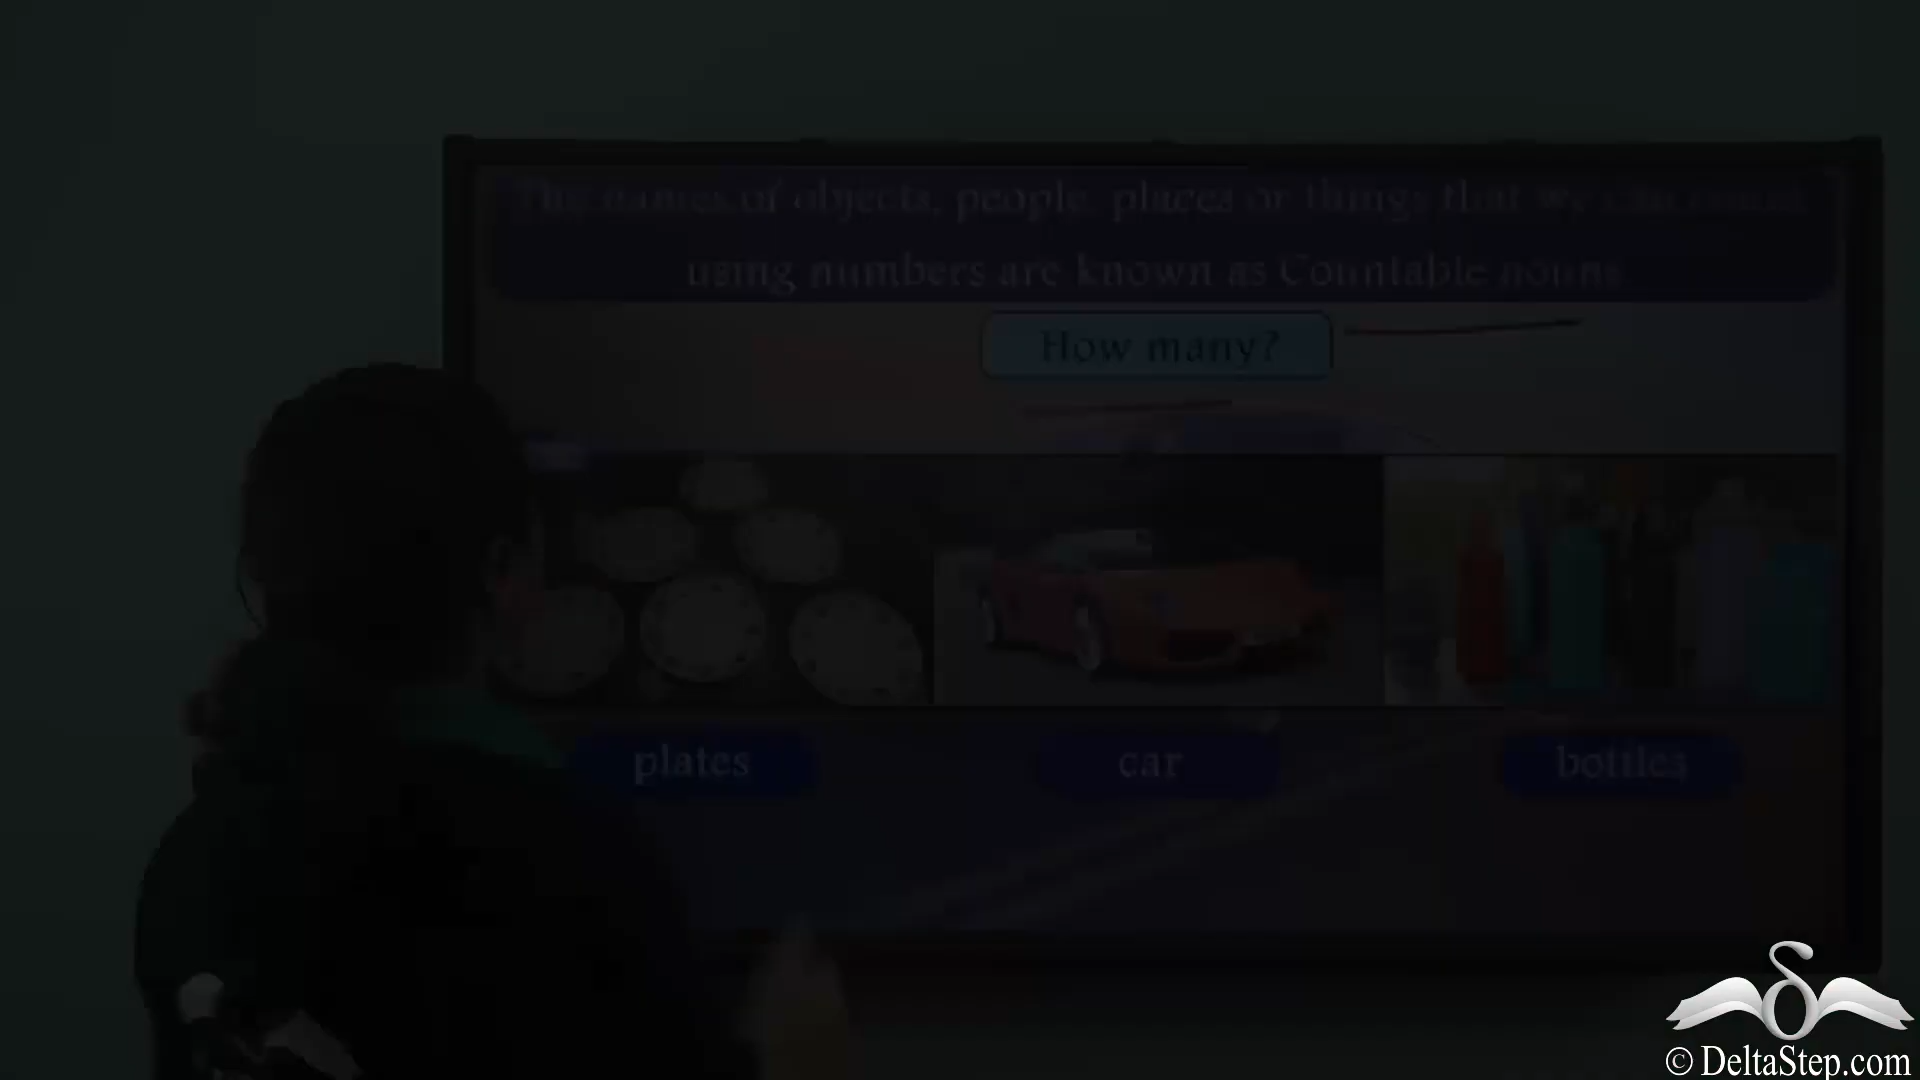 The names of objects, people, places or things that we can count
using numbers are known as Countable nouns
How many?
plates
car
bottles
© DeltaStep.com